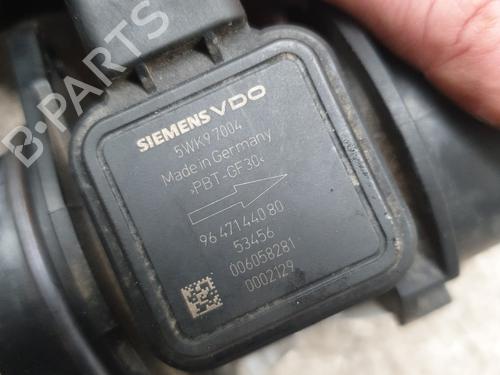 B-PARTS
SIEMENS VDO
5WK9 7004
Made in Germany
>PBT-GF30<
96 471 440 80
53456
006058281
0002129